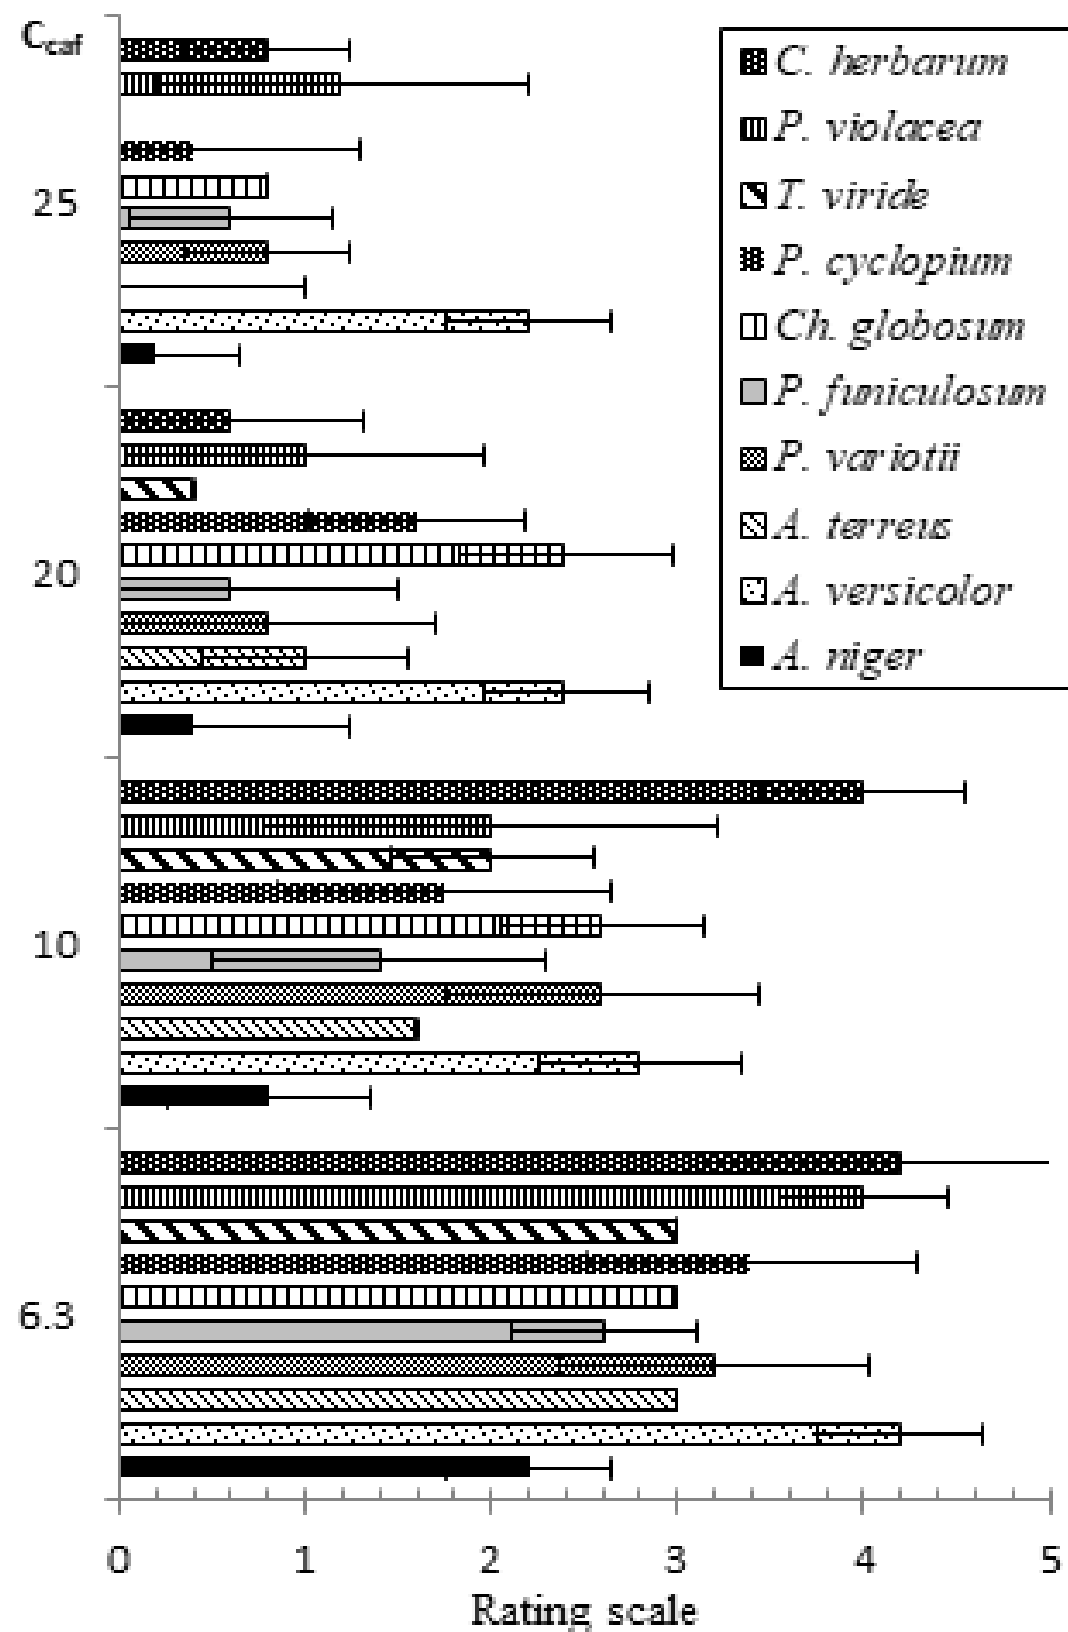 C_caf
25
20
10
6.3
C. herbarum
P. violacea
T. viride
P. cyclopium
Ch. globosum
P. funiculosum
P. variotii
A. terreus
A. versicolor
A. niger
0 1 2 3 4 5
Rating scale